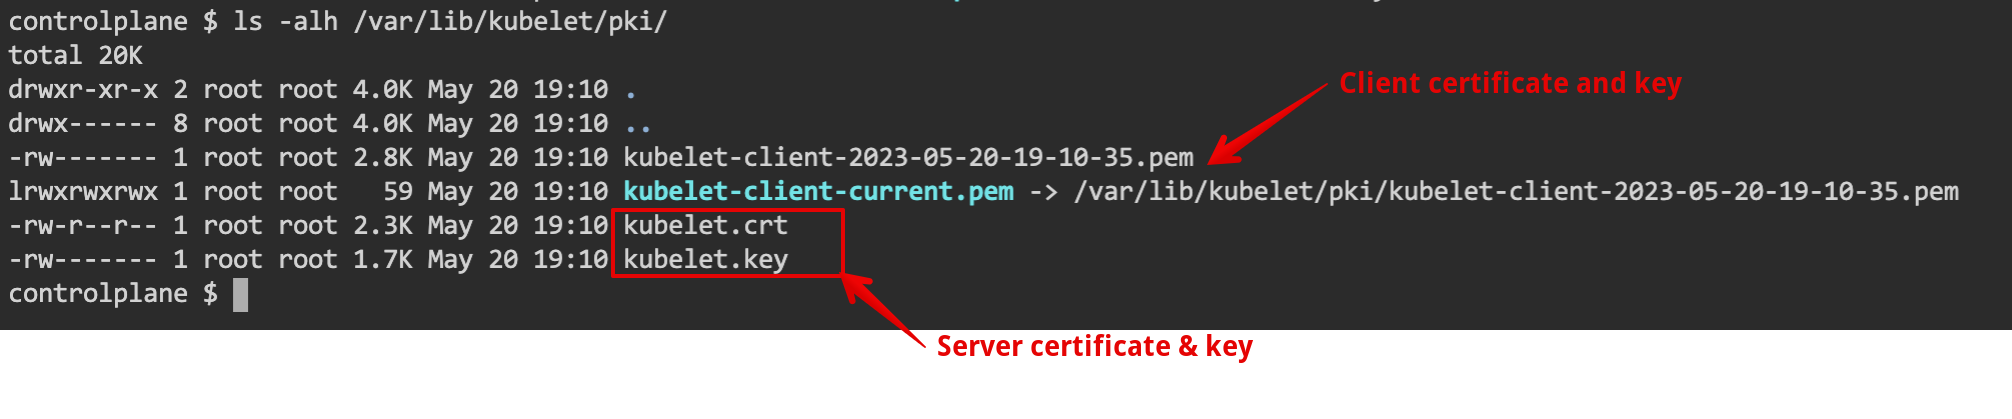 controlplane $ ls -alh /var/lib/kubelet/pki/
total 20K
drwxr-xr-x 2 root root 4.0K May 20 19:10 .
Client certificate and key
drwx------ 8 root root 4.0K May 20 19:10 ..
-rw------- 1 root root 2.8K May 20 19:10 kubelet-client-2023-05-20-19-10-35.pem
lrwxrwxrwx 1 root root   59 May 20 19:10 kubelet-client-current.pem -> /var/lib/kubelet/pki/kubelet-client-2023-05-20-19-10-35.pem
-rw-r--r-- 1 root root 2.3K May 20 19:10 kubelet.crt
-rw------- 1 root root 1.7K May 20 19:10 kubelet.key
controlplane $
Server certificate & key